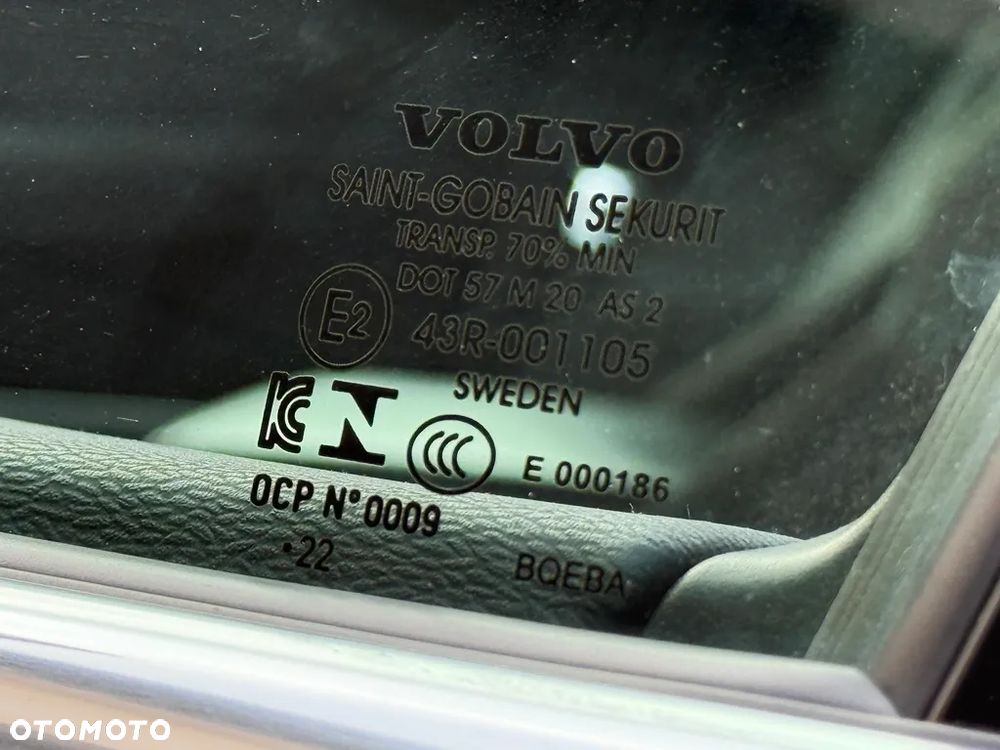 VOLVO
SAINT-GOBAIN SEKURIT
TRANSP. 70% MIN
DOT 57 M 20 AS 2
E2 43R-001105
SWEDEN
E 000186
OCP N° 0009
•22
BQEBA
OTOMOTO